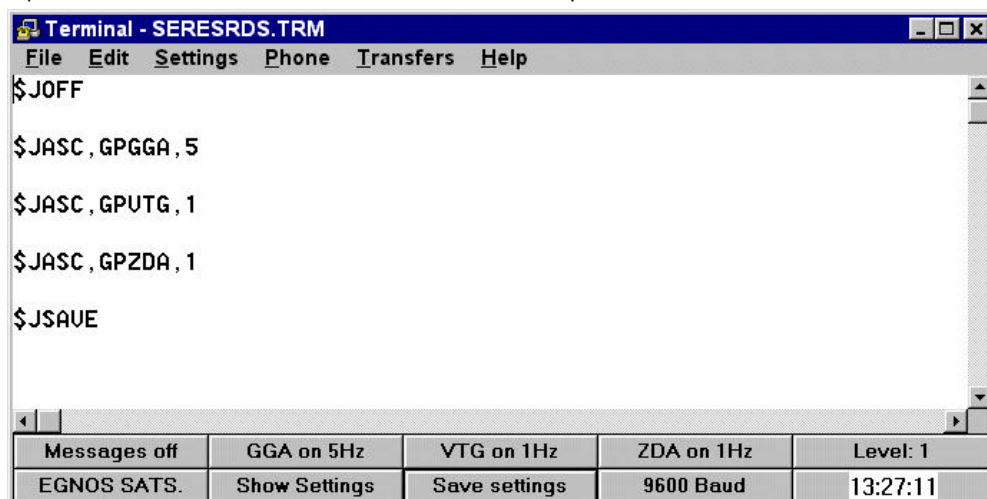 Terminal - SERESRDS.TRM
File Edit Settings Phone Transfers Help
$JOFF
$JASC,GPGGA,5
$JASC,GPVTG,1
$JASC,GPZDA,1
$JSAVE
Messages off GGA on 5Hz VTG on 1Hz ZDA on 1Hz Level: 1
EGNOS SATS. Show Settings Save settings 9600 Baud 13:27:11